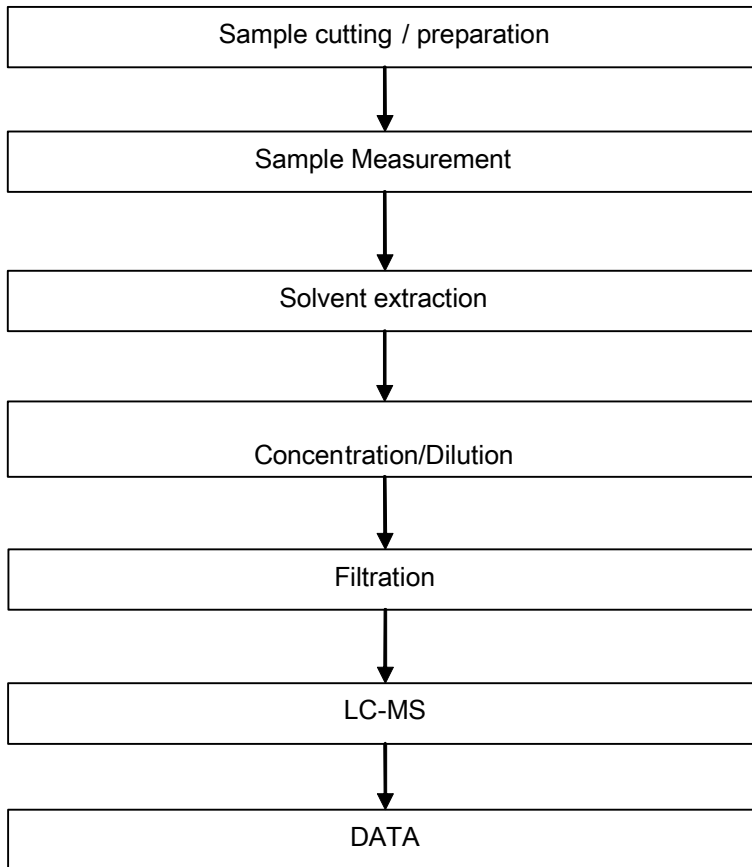 Sample cutting / preparation
Sample Measurement
Solvent extraction
Concentration/Dilution
Filtration
LC-MS
DATA